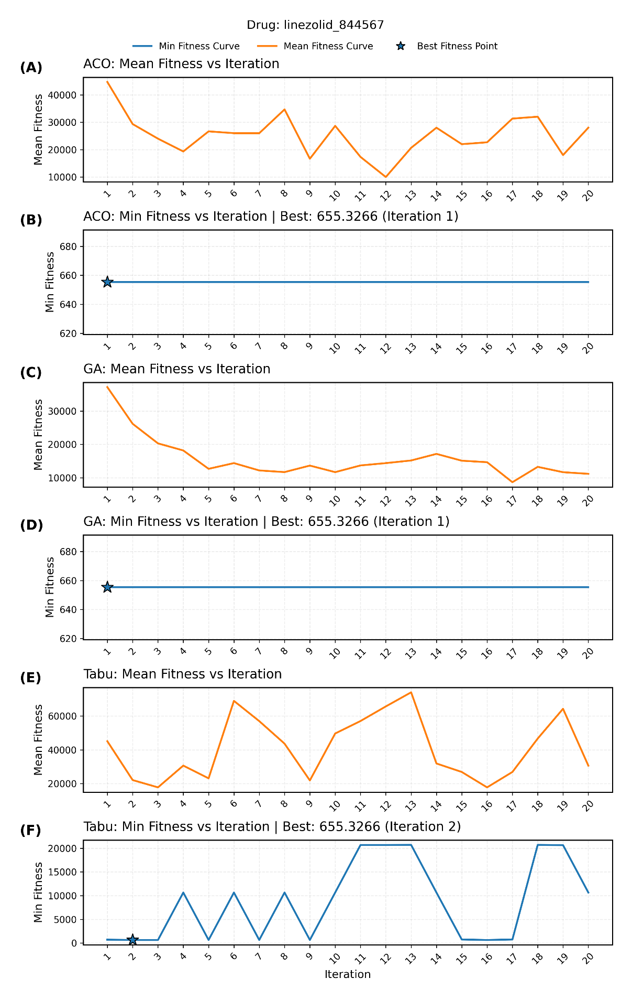 Drug: linezolid_844567
Min Fitness Curve Mean Fitness Curve Best Fitness Point
(A) ACO: Mean Fitness vs Iteration
Mean Fitness
40000
30000
20000
10000
1 2 3 4 5 6 7 8 9 10 11 12 13 14 15 16 17 18 19 20
(B) ACO: Min Fitness vs Iteration | Best: 655.3266 (Iteration 1)
Min Fitness
680
660
640
620
1 2 3 4 5 6 7 8 9 10 11 12 13 14 15 16 17 18 19 20
(C) GA: Mean Fitness vs Iteration
Mean Fitness
30000
20000
10000
1 2 3 4 5 6 7 8 9 10 11 12 13 14 15 16 17 18 19 20
(D) GA: Min Fitness vs Iteration | Best: 655.3266 (Iteration 1)
Min Fitness
680
660
640
620
1 2 3 4 5 6 7 8 9 10 11 12 13 14 15 16 17 18 19 20
(E) Tabu: Mean Fitness vs Iteration
Mean Fitness
60000
40000
20000
1 2 3 4 5 6 7 8 9 10 11 12 13 14 15 16 17 18 19 20
(F) Tabu: Min Fitness vs Iteration | Best: 655.3266 (Iteration 2)
Min Fitness
20000
15000
10000
5000
0
1 2 3 4 5 6 7 8 9 10 11 12 13 14 15 16 17 18 19 20
Iteration